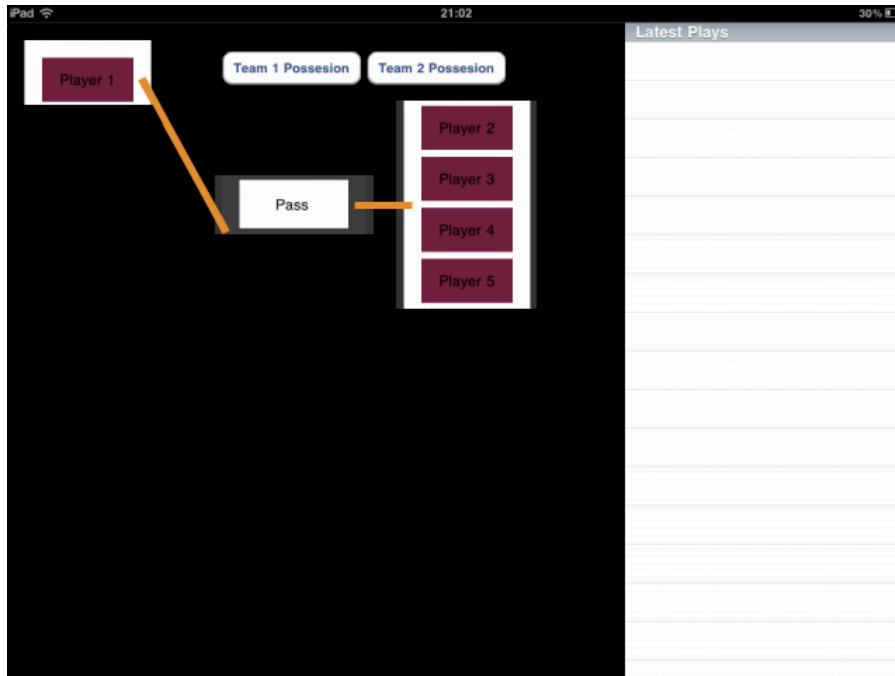 iPad 21:02 30%
Latest Plays
Team 1 Possesion Team 2 Possesion
Player 1
Player 2
Player 3
Pass
Player 4
Player 5